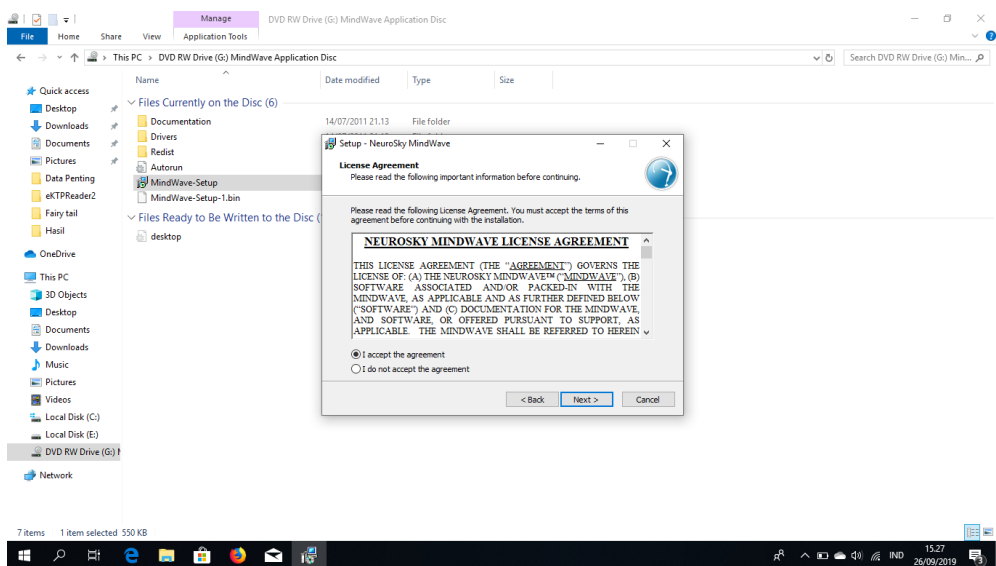 Manage
DVD RW Drive (G:) MindWave Application Disc
File Home Share View Application Tools
This PC › DVD RW Drive (G:) MindWave Application Disc
Search DVD RW Drive (G:) Min...
Name Date modified Type Size
Quick access
Desktop
Downloads
Documents
Pictures
Data Penting
eKTPReader2
Fairy tail
Hasil
OneDrive
This PC
3D Objects
Desktop
Documents
Downloads
Music
Pictures
Videos
Local Disk (C:)
Local Disk (E:)
DVD RW Drive (G:) M
Network
Files Currently on the Disc (6)
Documentation 14/07/2011 21.13 File folder
Drivers
Redist
Autorun
MindWave-Setup
MindWave-Setup-1.bin
Files Ready to Be Written to the Disc (
desktop
Setup - NeuroSky MindWave
License Agreement
Please read the following important information before continuing.
Please read the following License Agreement. You must accept the terms of this
agreement before continuing with the installation.
NEUROSKY MINDWAVE LICENSE AGREEMENT
THIS LICENSE AGREEMENT (THE “AGREEMENT”) GOVERNS THE
LICENSE OF: (A) THE NEUROSKY MINDWAVE™ (“MINDWAVE”), (B)
SOFTWARE ASSOCIATED AND/OR PACKED-IN WITH THE
MINDWAVE, AS APPLICABLE AND AS FURTHER DEFINED BELOW
(“SOFTWARE”) AND (C) DOCUMENTATION FOR THE MINDWAVE,
AND SOFTWARE, OR OFFERED PURSUANT TO SUPPORT, AS
APPLICABLE. THE MINDWAVE SHALL BE REFERRED TO HEREIN
I accept the agreement
I do not accept the agreement
< Back Next > Cancel
7 items 1 item selected 550 KB
IND
15.27
26/09/2019
3